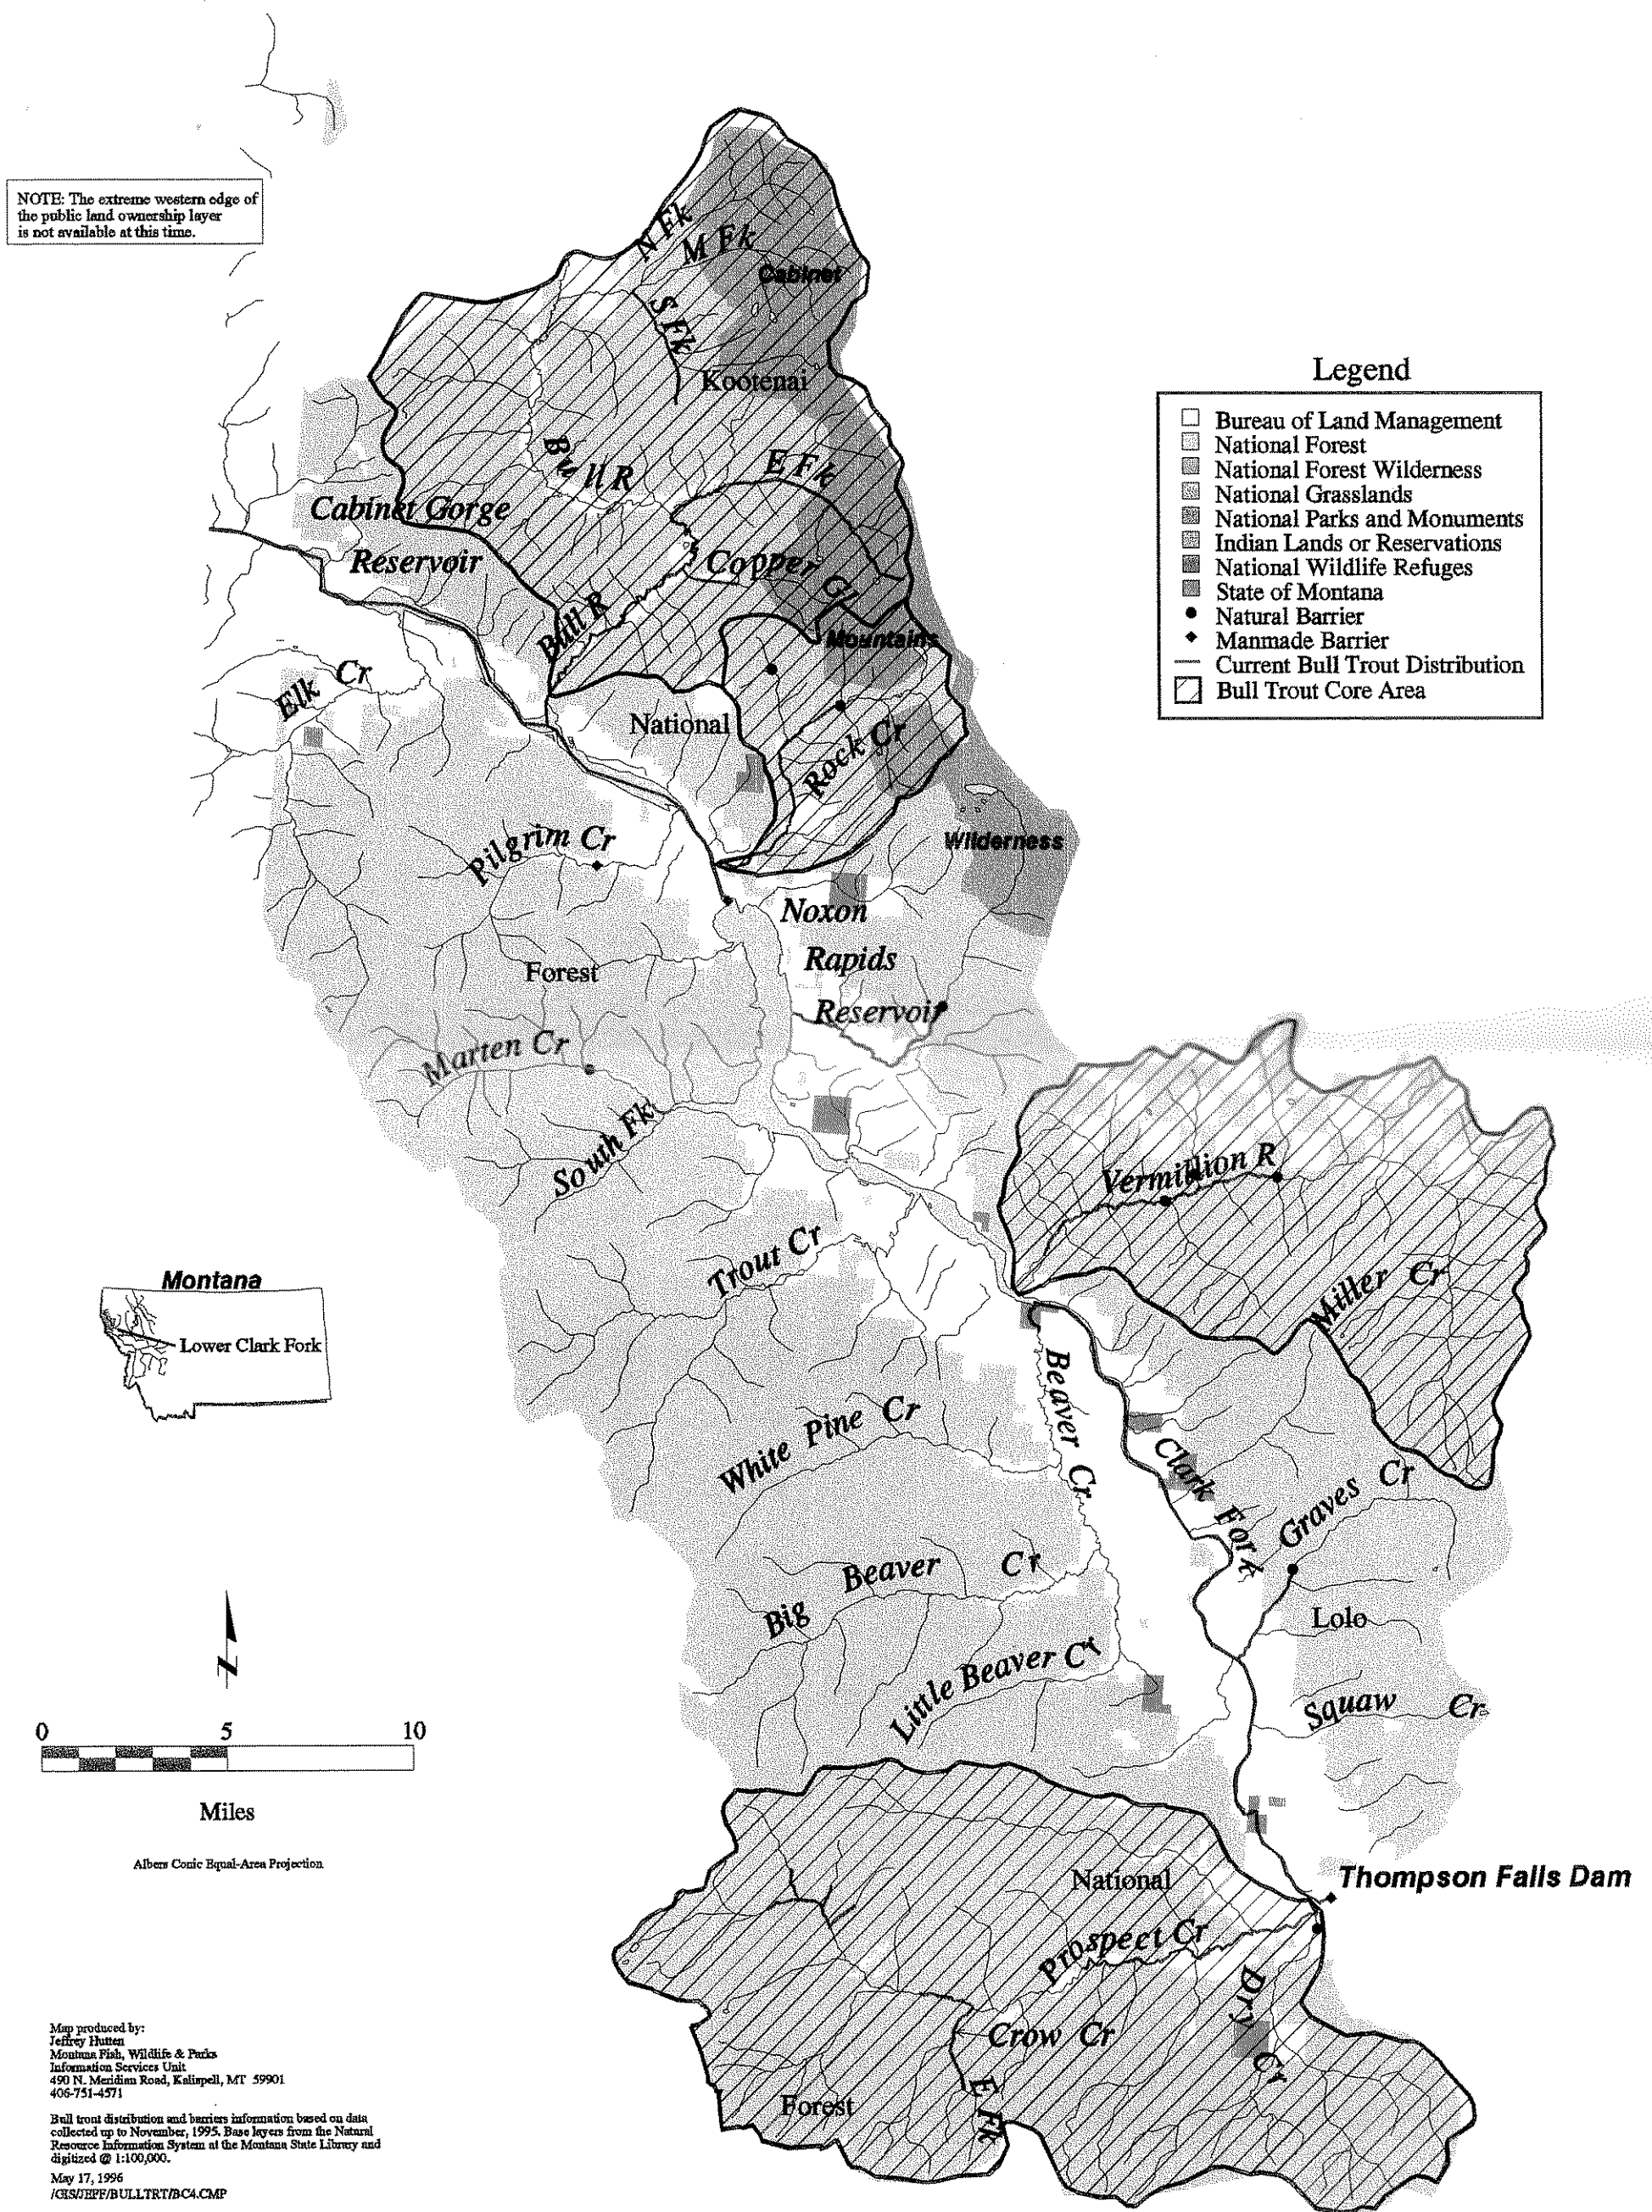 NOTE: The extreme western edge of
the public land ownership layer
is not available at this time.
N Fk
M Fk
Cabinet
S Fk
Kootenai
Legend
Bureau of Land Management
National Forest
National Forest Wilderness
National Grasslands
National Parks and Monuments
Indian Lands or Reservations
National Wildlife Refuges
State of Montana
Natural Barrier
Manmade Barrier
Current Bull Trout Distribution
Bull Trout Core Area
Bull R
E Fk
Cabinet Gorge
Reservoir
Copper Gl
Bull R
Mountains
Elk Cr
National
Rock Cr
Pilgrim Cr
Wilderness
Noxon
Rapids
Reservoir
Forest
Marten Cr
South Fk
Vermillion R
Trout Cr
Miller Cr
Montana
Lower Clark Fork
Beaver Cr
White Pine Cr
Clark Fork
Graves Cr
Big Beaver Cr
Lolo
Little Beaver Cr
Squaw Cr
0 5 10
Miles
Albers Conic Equal-Area Projection
National
Thompson Falls Dam
Prospect Cr
Dry Cr
Crow Cr
E Fk
Forest
Map produced by:
Jeffrey Hutten
Montana Fish, Wildlife & Parks
Information Services Unit
490 N. Meridian Road, Kalispell, MT 59901
406-751-4571
Bull trout distribution and barriers information based on data
collected up to November, 1995. Base layers from the Natural
Resource Information System at the Montana State Library and
digitized @ 1:100,000.
May 17, 1996
/GIS/JEFF/BULLTRT/BC4.CMP